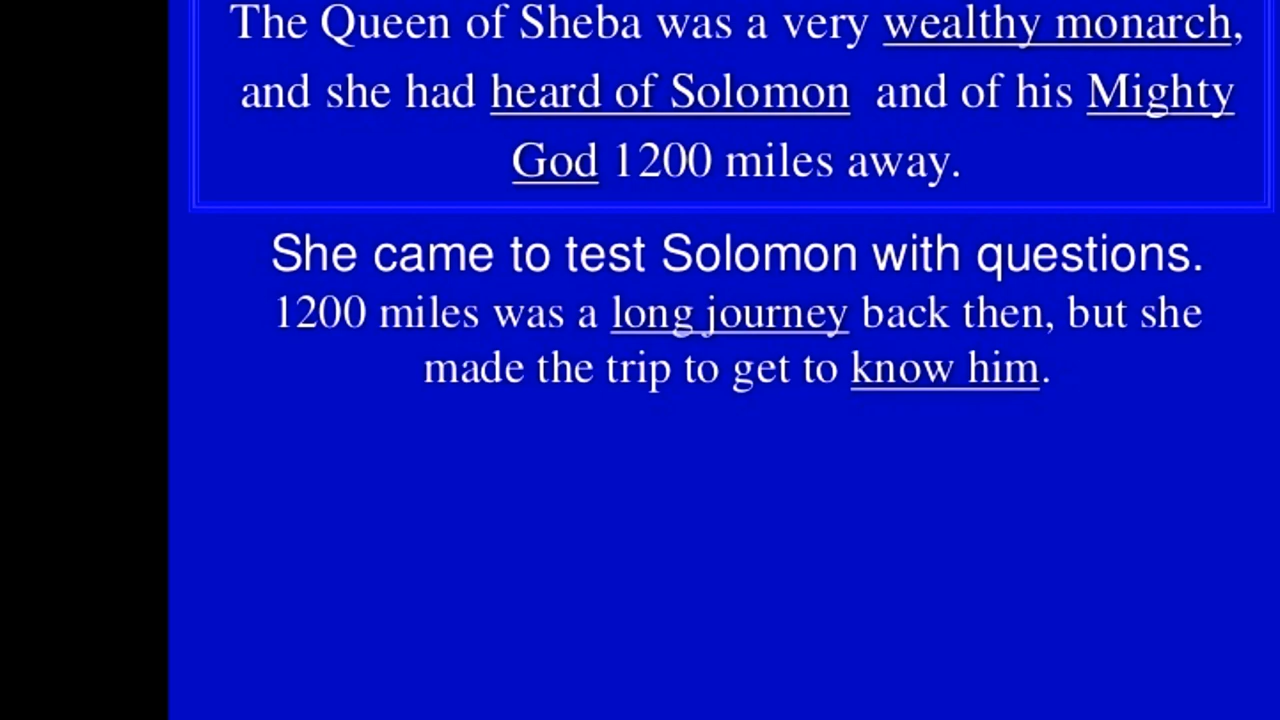 The Queen of Sheba was a very wealthy monarch,
and she had heard of Solomon and of his Mighty
God 1200 miles away.
She came to test Solomon with questions.
1200 miles was a long journey back then, but she
made the trip to get to know him.